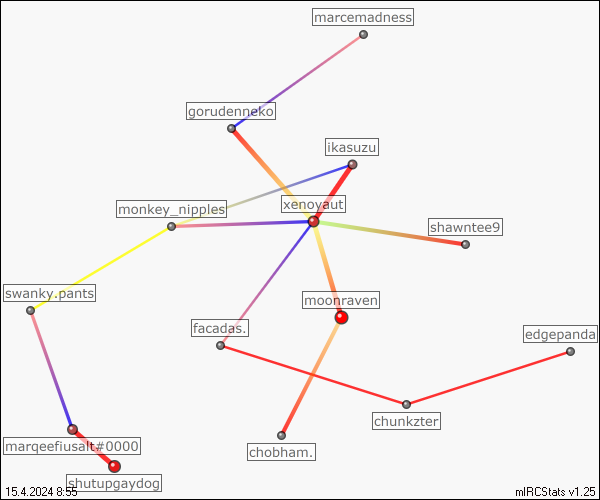 marcemadness
gorudenneko
ikasuzu
xenoyaut
monkey_nipples
shawntee9
swanky.pants
moonraven
facadas.
edgepanda
chunkzter
marqeefiusalt#0000
chobham.
shutupgaydog
15.4.2024 8:55
mIRCStats v1.25